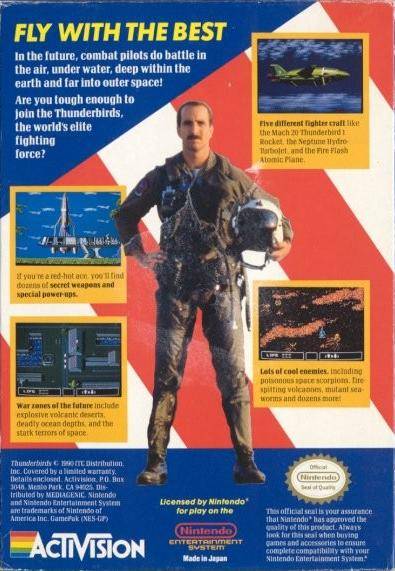 FLY WITH THE BEST
In the future, combat pilots do battle in
the air, under water, deep within the
earth and far into outer space!
Are you tough enough to
join the Thunderbirds,
the world's elite
fighting
force?
Five different fighter craft like
the Mach 20 Thunderbird 1
Rocket, the Neptune Hydro-
Turbolet, and the Fire Flash
Atomic Plane.
If you're a red-hot ace, you'll find
dozens of secret weapons and
special power-ups.
Lots of cool enemies, including
poisonous space scorpions, fire-
spitting volcanoes, mutant sea-
worms and dozens more!
War zones of the future include
explosive volcanic deserts,
deadly ocean depths, and the
stark terrors of space.
Thunderbirds © 1990 ITC Distribution,
Inc. Covered by a limited warranty.
Details enclosed. Activision, P.O. Box
3048, Menlo Park, CA 94025. Dis-
tributed by MEDIAGENIC. Nintendo
and Nintendo Entertainment System
are trademarks of Nintendo of
America Inc. GamePak (NES-GP)
ACTIVISION
Licensed by Nintendo®
for play on the
Nintendo
ENTERTAINMENT
SYSTEM
Made in Japan
Official
Nintendo
Seal of Quality
This official seal is your assurance
that Nintendo® has approved the
quality of this product. Always
look for this seal when buying
games and accessories to ensure
complete compatibility with your
Nintendo Entertainment System.